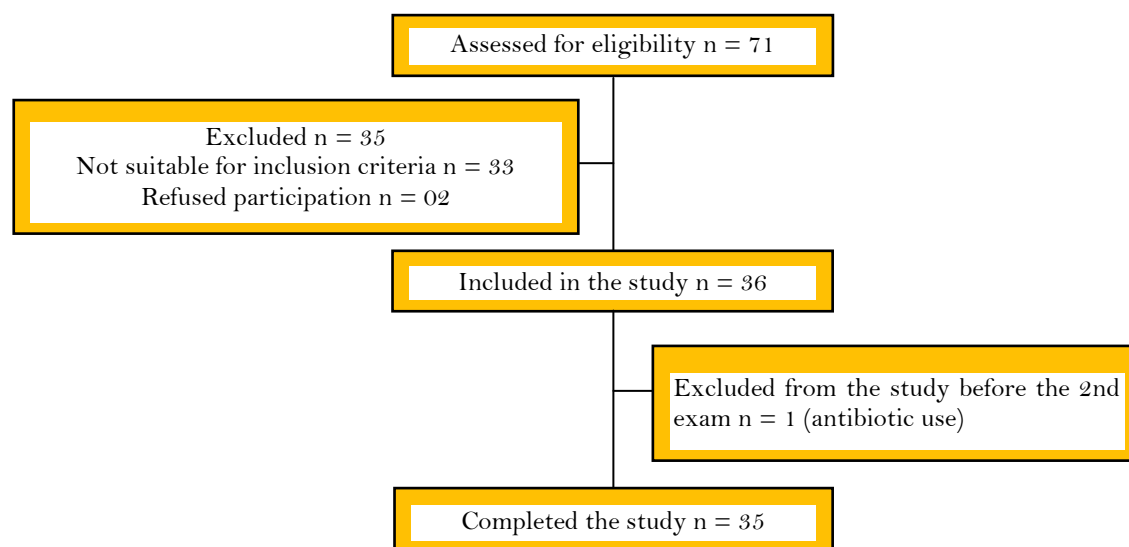 Assessed for eligibility n = 71
Excluded n = 35
Not suitable for inclusion criteria n = 33
Refused participation n = 02
Included in the study n = 36
Excluded from the study before the 2nd
exam n = 1 (antibiotic use)
Completed the study n = 35